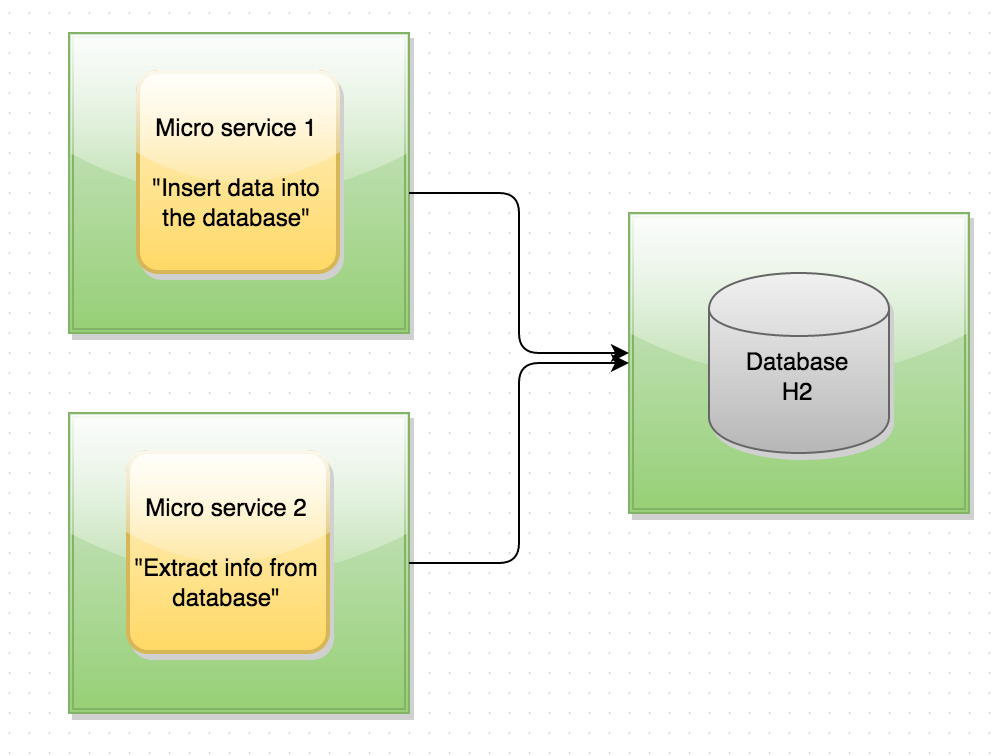 Micro service 1
"Insert data into
the database"
Database
H2
Micro service 2
"Extract info from
database"